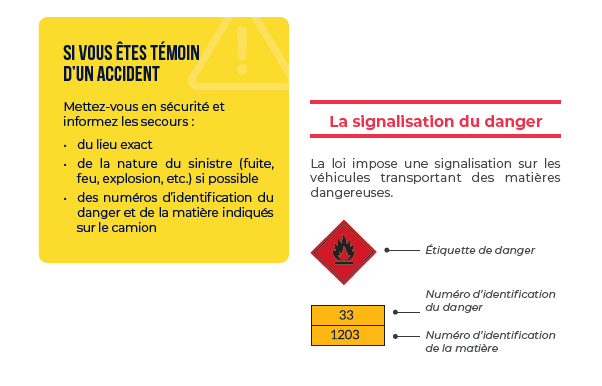 SI VOUS ÊTES TÉMOIN
D'UN ACCIDENT
Mettez-vous en sécurité et
informez les secours :
• du lieu exact
• de la nature du sinistre (fuite,
feu, explosion, etc.) si possible
• des numéros d'identification du
danger et de la matière indiqués
sur le camion
La signalisation du danger
La loi impose une signalisation sur les
véhicules transportant des matières
dangereuses.
Étiquette de danger
Numéro d'identification
du danger
33
1203
Numéro d'identification
de la matière